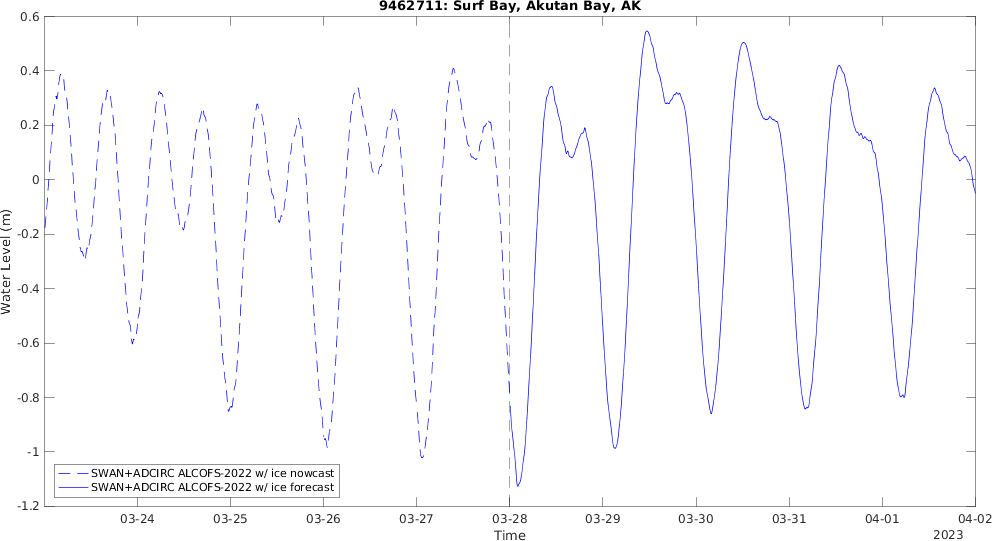 9462711: Surf Bay, Akutan Bay, AK
Water Level (m)
0.6
0.4
0.2
0
-0.2
-0.4
-0.6
-0.8
-1
-1.2
SWAN+ADCIRC ALCOFS-2022 w/ ice nowcast
SWAN+ADCIRC ALCOFS-2022 w/ ice forecast
03-24 03-25 03-26 03-27 03-28 03-29 03-30 03-31 04-01 04-02
Time
2023